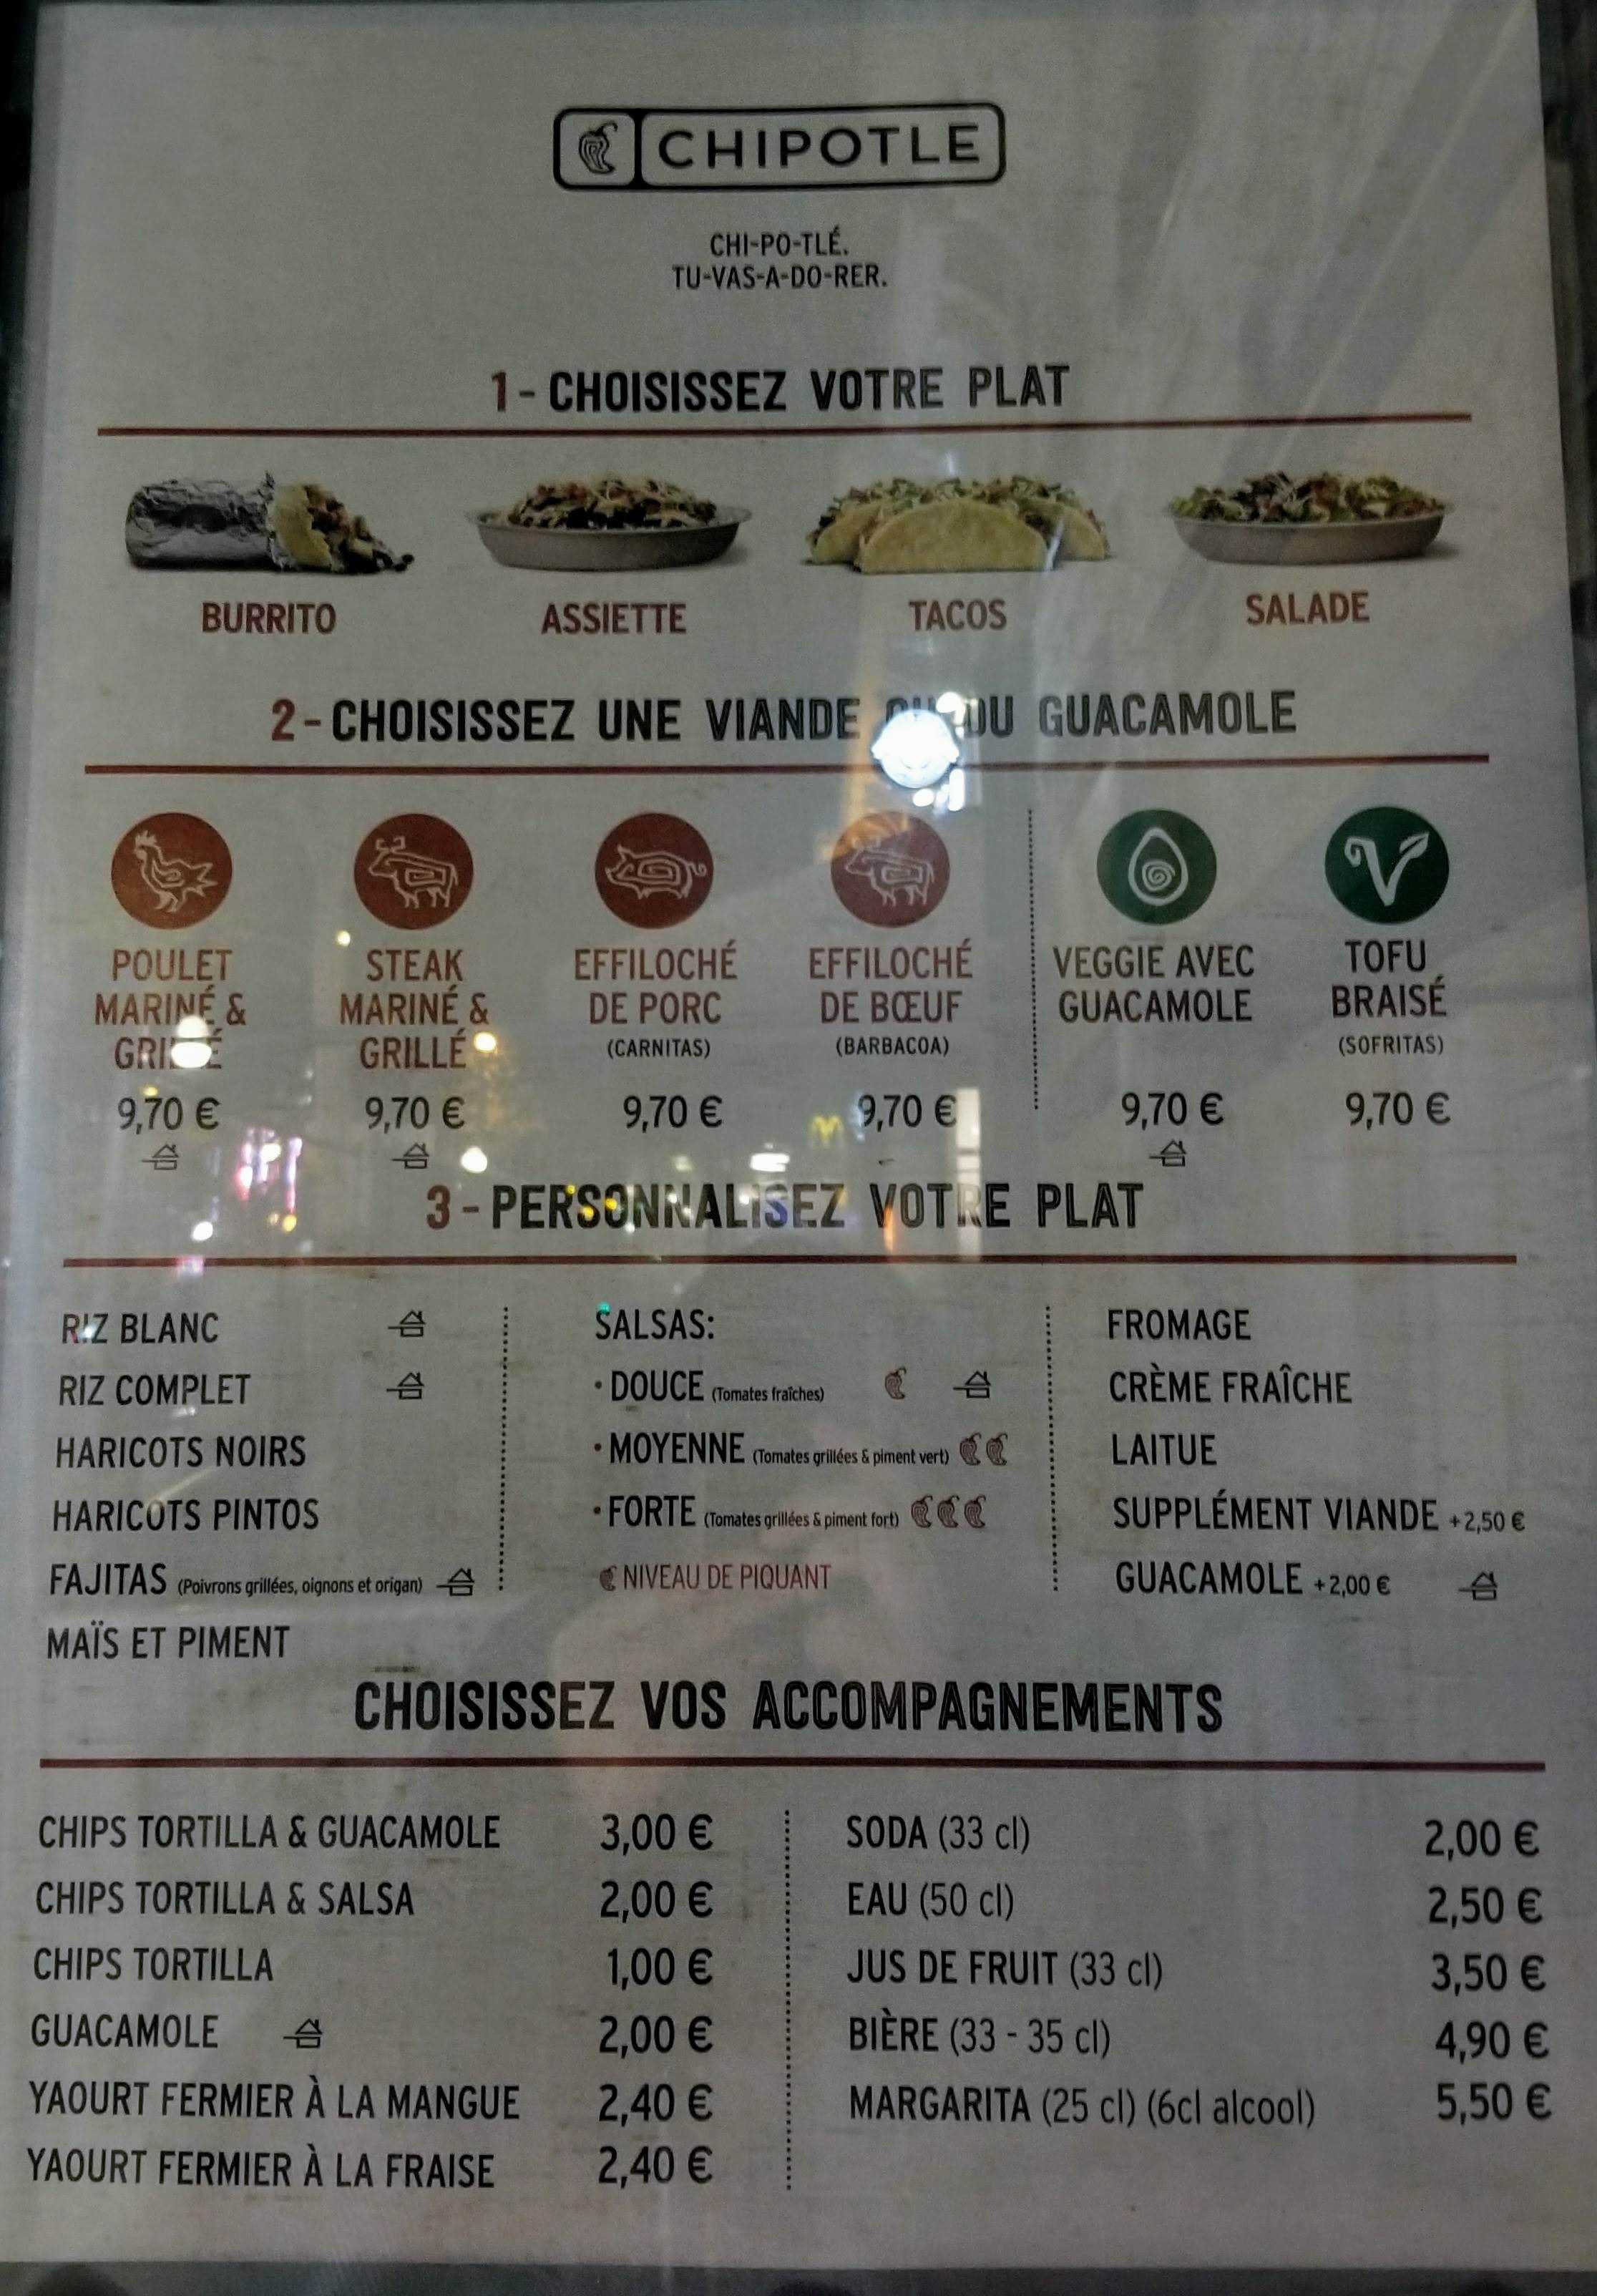 CHIPOTLE
CHI-PO-TLÉ.
TU-VAS-A-DO-RER.
1 - CHOISISSEZ VOTRE PLAT
BURRITO
ASSIETTE
TACOS
SALADE
2 - CHOISISSEZ UNE VIANDE DU GUACAMOLE
POULET
MARINÉ &
GRILLÉ
9,70 €
STEAK
MARINÉ &
GRILLÉ
9,70 €
EFFILOCHÉ
DE PORC
(CARNITAS)
9,70 €
EFFILOCHÉ
DE BŒUF
(BARBACOA)
9,70 €
VEGGIE AVEC
GUACAMOLE
9,70 €
TOFU
BRAISÉ
(SOFRITAS)
9,70 €
3 - PERSONNALISEZ VOTRE PLAT
RIZ BLANC
RIZ COMPLET
HARICOTS NOIRS
HARICOTS PINTOS
FAJITAS (Poivrons grillées, oignons et origan)
MAÏS ET PIMENT
SALSAS:
· DOUCE (Tomates fraîches)
· MOYENNE (Tomates grillées & piment vert)
· FORTE (Tomates grillées & piment fort)
NIVEAU DE PIQUANT
FROMAGE
CRÈME FRAÎCHE
LAITUE
SUPPLÉMENT VIANDE +2,50 €
GUACAMOLE +2,00 €
CHOISISSEZ VOS ACCOMPAGNEMENTS
CHIPS TORTILLA & GUACAMOLE 3,00 €
CHIPS TORTILLA & SALSA 2,00 €
CHIPS TORTILLA 1,00 €
GUACAMOLE 2,00 €
YAOURT FERMIER À LA MANGUE 2,40 €
YAOURT FERMIER À LA FRAISE 2,40 €
SODA (33 cl) 2,00 €
EAU (50 cl) 2,50 €
JUS DE FRUIT (33 cl) 3,50 €
BIÈRE (33 - 35 cl) 4,90 €
MARGARITA (25 cl) (6cl alcool) 5,50 €